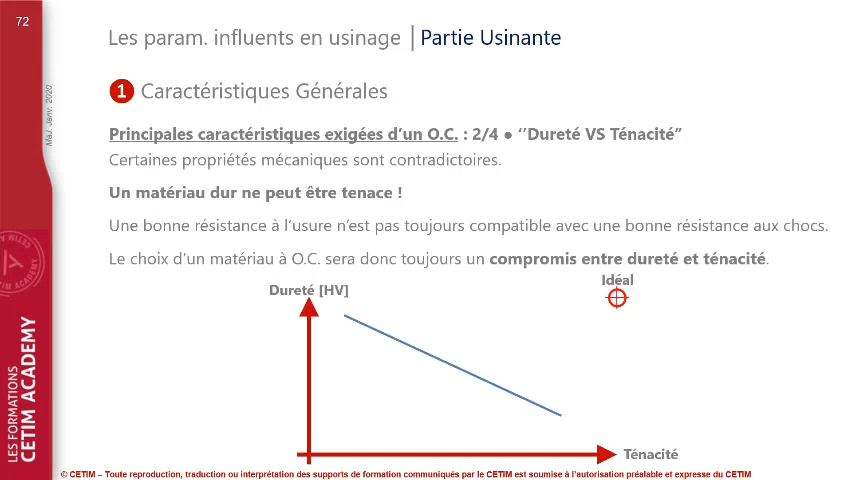 72
Les param. influents en usinage | Partie Usinante
MàJ. Janv. 2020
1 Caractéristiques Générales
Principales caractéristiques exigées d’un O.C. : 2/4 ● ‘’Dureté VS Ténacité’’
Certaines propriétés mécaniques sont contradictoires.
Un matériau dur ne peut être tenace !
Une bonne résistance à l’usure n’est pas toujours compatible avec une bonne résistance aux chocs.
Le choix d’un matériau à O.C. sera donc toujours un compromis entre dureté et ténacité.
Idéal
Dureté [HV]
Ténacité
CETIM ACADEMY
LES FORMATIONS
CETIM ACADEMY
© CETIM – Toute reproduction, traduction ou interprétation des supports de formation communiqués par le CETIM est soumise à l’autorisation préalable et expresse du CETIM